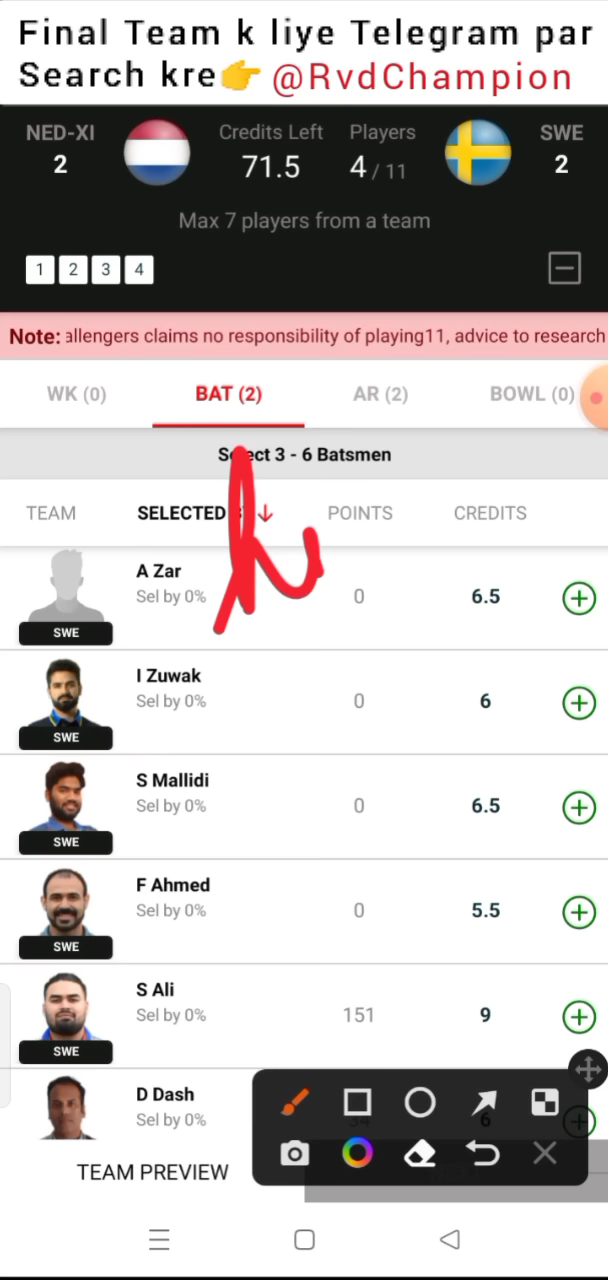 Final Team k liye Telegram par
Search kre👉 @RvdChampion
NED-XI Credits Left Players SWE
2 71.5 4 / 11 2
Max 7 players from a team
1 2 3 4
Note: allengers claims no responsibility of playing11, advice to research
WK (0) BAT (2) AR (2) BOWL (0)
Select 3 - 6 Batsmen
TEAM SELECTED POINTS CREDITS
A Zar
Sel by 0% 0 6.5
SWE
I Zuwak
Sel by 0% 0 6
SWE
S Mallidi
Sel by 0% 0 6.5
SWE
F Ahmed
Sel by 0% 0 5.5
SWE
S Ali
Sel by 0% 151 9
SWE
D Dash
Sel by 0% 34 6
TEAM PREVIEW